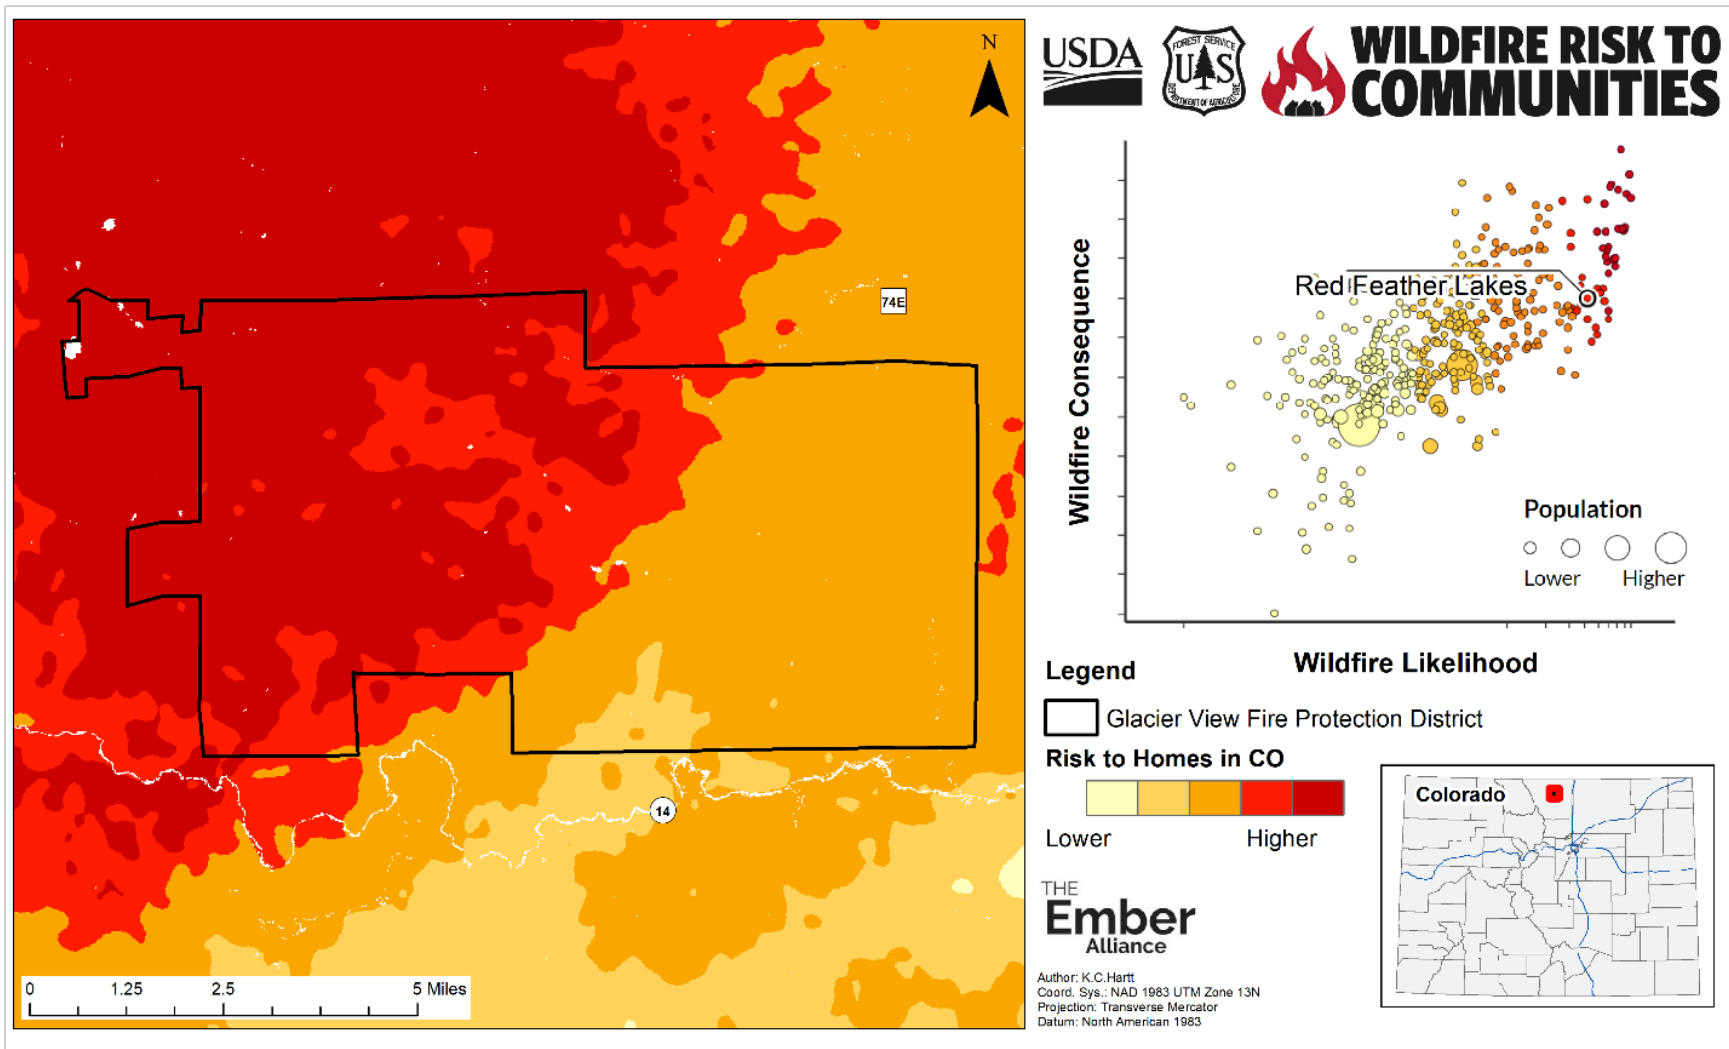 N
74E
14
0 1.25 2.5 5 Miles
USDA
FOREST SERVICE
U S
DEPARTMENT OF AGRICULTURE
WILDFIRE RISK TO
COMMUNITIES
Wildfire Consequence
Red Feather Lakes
Population
Lower Higher
Wildfire Likelihood
Legend
Glacier View Fire Protection District
Risk to Homes in CO
Lower Higher
THE
Ember
Alliance
Author: K.C.Hartt
Coord. Sys.: NAD 1983 UTM Zone 13N
Projection: Transverse Mercator
Datum: North American 1983
Colorado